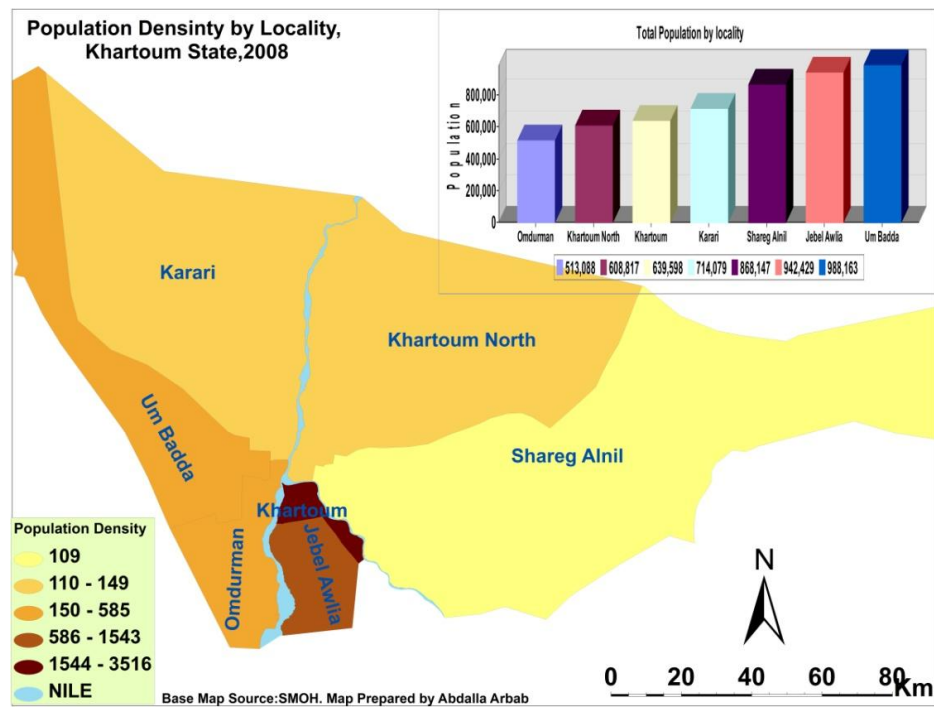 Population Densinty by Locality,
Khartoum State,2008
Total Population by locality
Population
800,000
600,000
400,000
200,000
0
Omdurman Khartoum North Khartoum Karari Shareg Alnil Jebel Awlia Um Badda
513,088 608,817 639,598 714,079 868,147 942,429 988,163
Karari
Khartoum North
Um Badda
Shareg Alnil
Khartoum
Omdurman
Jebel Awlia
Population Density
109
110 - 149
150 - 585
586 - 1543
1544 - 3516
NILE
N
0 20 40 60 80 Km
Base Map Source:SMOH. Map Prepared by Abdalla Arbab